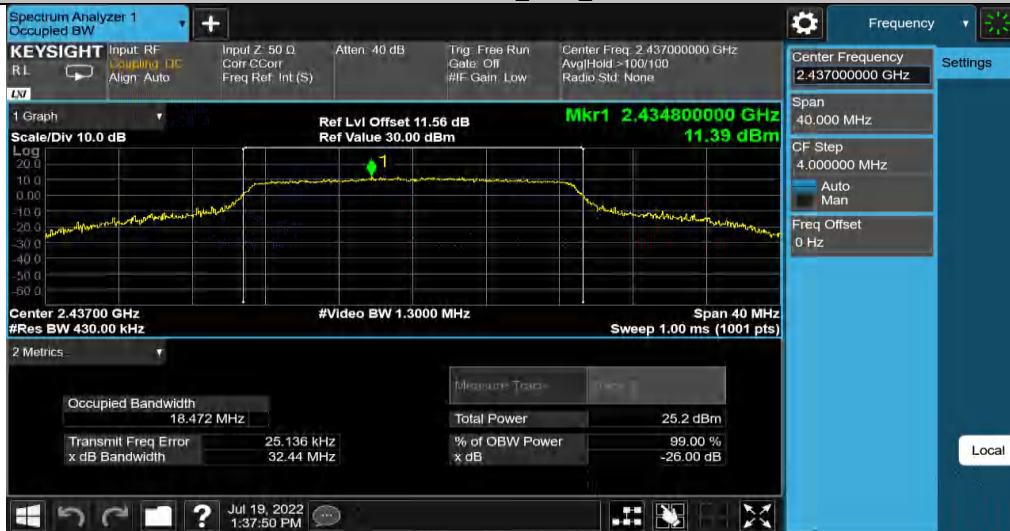 Spectrum Analyzer 1
Occupied BW
Frequency
KEYSIGHT
RL
LXI
Input: RF
Coupling: DC
Align: Auto
Input Z: 50 Ω
Corr CCorr
Freq Ref: Int (S)
Atten: 40 dB
Trig: Free Run
Gate: Off
#IF Gain: Low
Center Freq: 2.437000000 GHz
Avg|Hold >100/100
Radio Std: None
Center Frequency
2.437000000 GHz
Settings
Span
40.000 MHz
CF Step
4.000000 MHz
Auto
Man
Freq Offset
0 Hz
Local
1 Graph
Scale/Div 10.0 dB
Ref Lvl Offset 11.56 dB
Ref Value 30.00 dBm
Mkr1 2.434800000 GHz
11.39 dBm
Log
20.0
10.0
0.00
-10.0
-20.0
-30.0
-40.0
-50.0
-60.0
1
Center 2.43700 GHz
#Res BW 430.00 kHz
#Video BW 1.3000 MHz
Span 40 MHz
Sweep 1.00 ms (1001 pts)
2 Metrics
Measure Trace
Occupied Bandwidth
18.472 MHz
Total Power 25.2 dBm
Transmit Freq Error 25.136 kHz
% of OBW Power 99.00 %
x dB Bandwidth 32.44 MHz
x dB -26.00 dB
?
Jul 19, 2022
1:37:50 PM